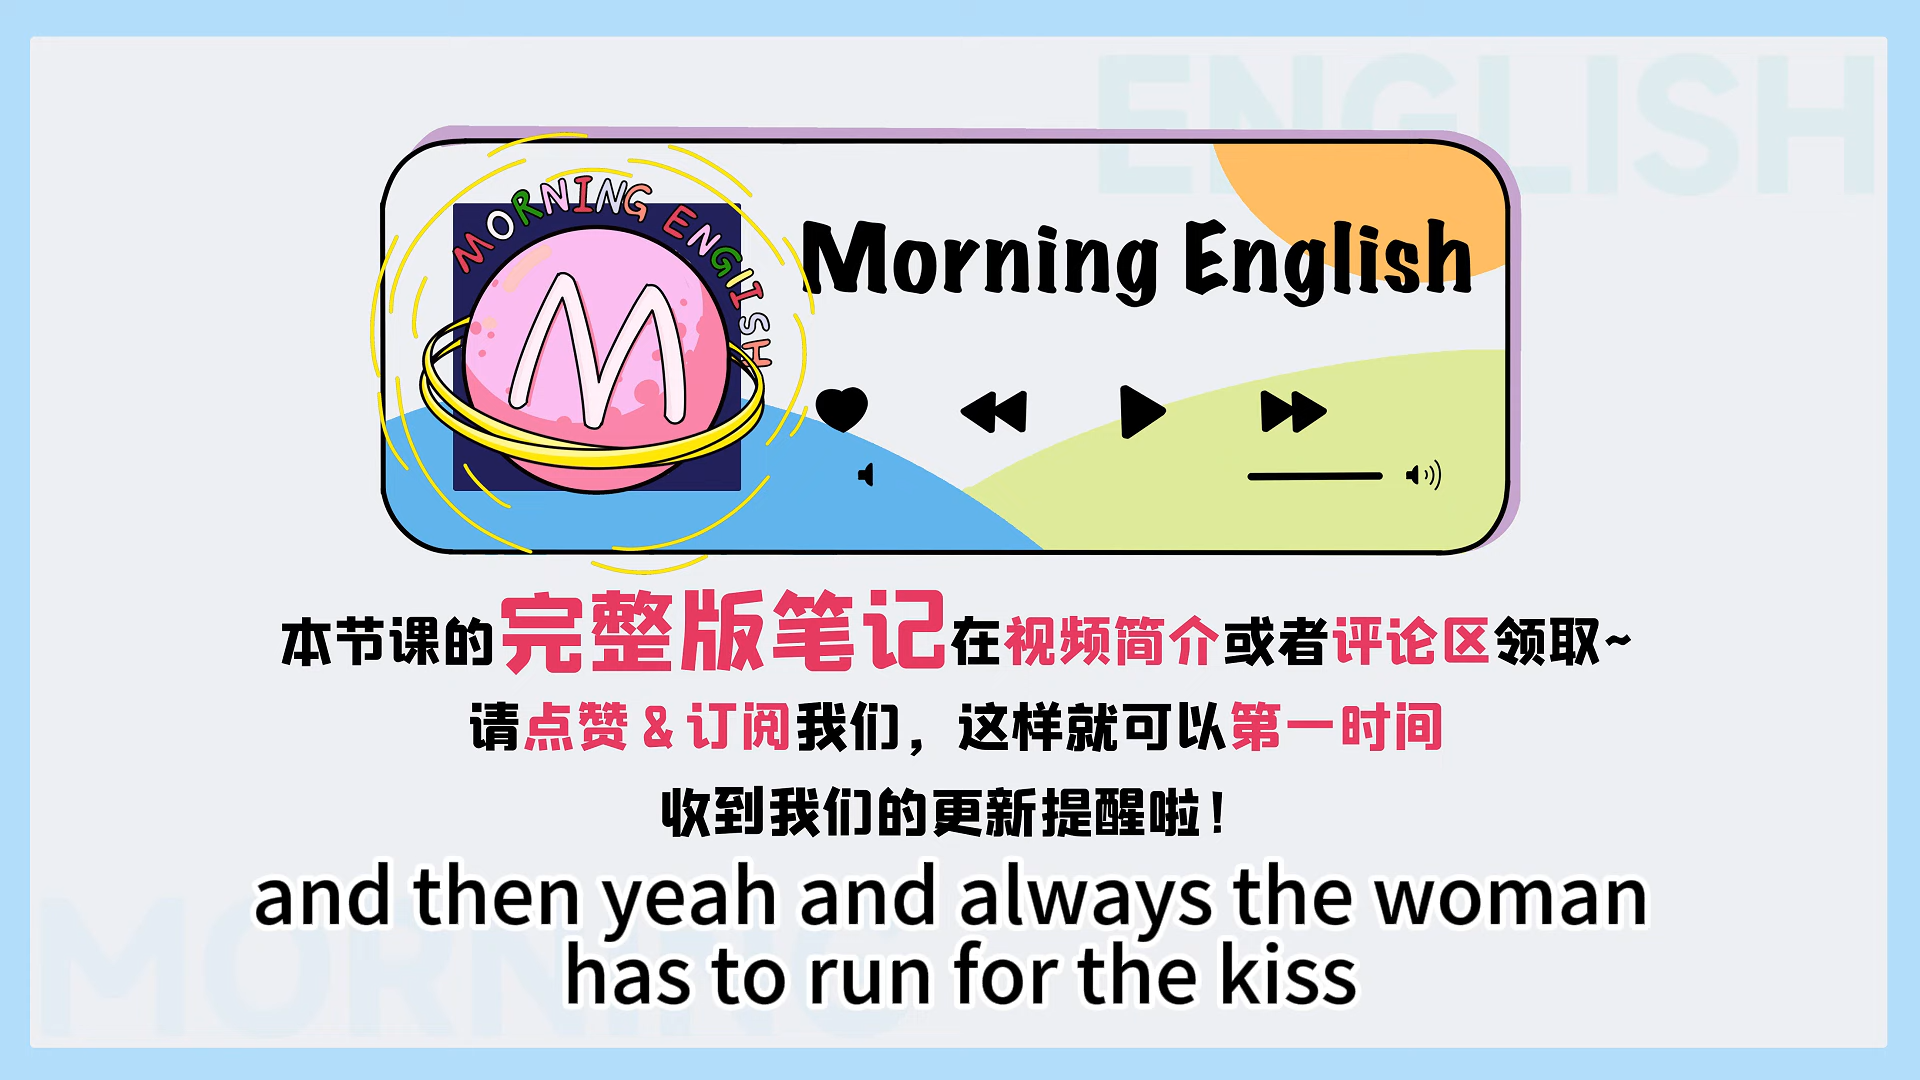 ENGLISH
MORNING ENGLISH
M
Morning English
本节课的完整版笔记在视频简介或者评论区领取~
请点赞&订阅我们，这样就可以第一时间
收到我们的更新提醒啦！
MORNING
and then yeah and always the woman
has to run for the kiss